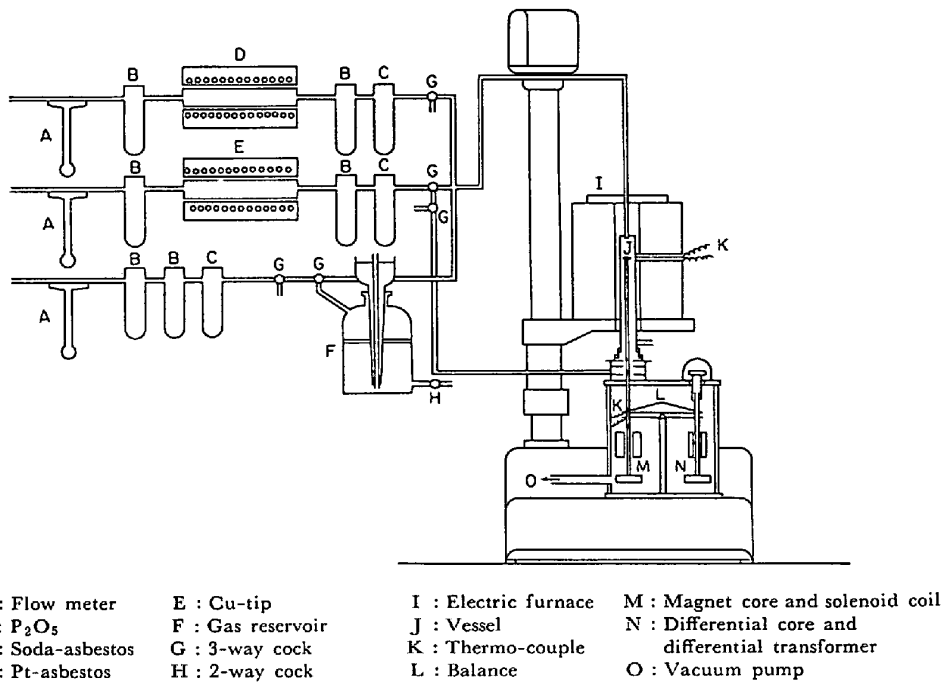 D
B
B
C
G
A
E
B
B
C
G
I
G
J
K
A
B
B
C
G
G
A
F
H
K
L
M
N
O
: Flow meter
: P₂O₅
: Soda-asbestos
: Pt-asbestos
E : Cu-tip
F : Gas reservoir
G : 3-way cock
H : 2-way cock
I : Electric furnace
J : Vessel
K : Thermo-couple
L : Balance
M : Magnet core and solenoid coil
N : Differential core and
differential transformer
O : Vacuum pump